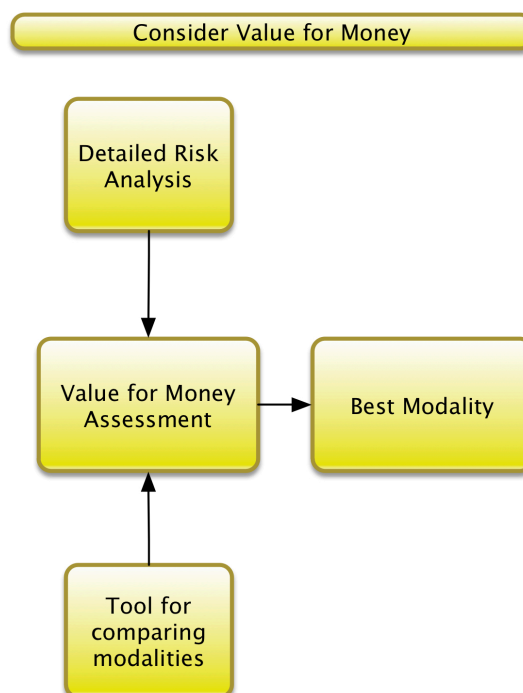 Consider Value for Money
Detailed Risk
Analysis
Value for Money
Assessment
Best Modality
Tool for
comparing
modalities